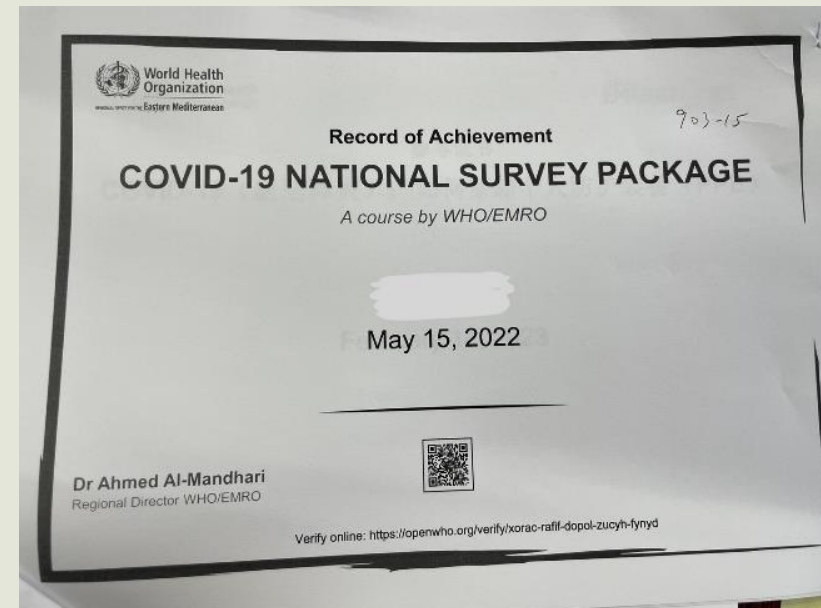 World Health
Organization
Eastern Mediterranean
903-15
Record of Achievement
COVID-19 NATIONAL SURVEY PACKAGE
A course by WHO/EMRO
May 15, 2022
Dr Ahmed Al-Mandhari
Regional Director WHO/EMRO
Verify online: https://openwho.org/verify/xorac-rafif-dopol-zucyh-fynyd